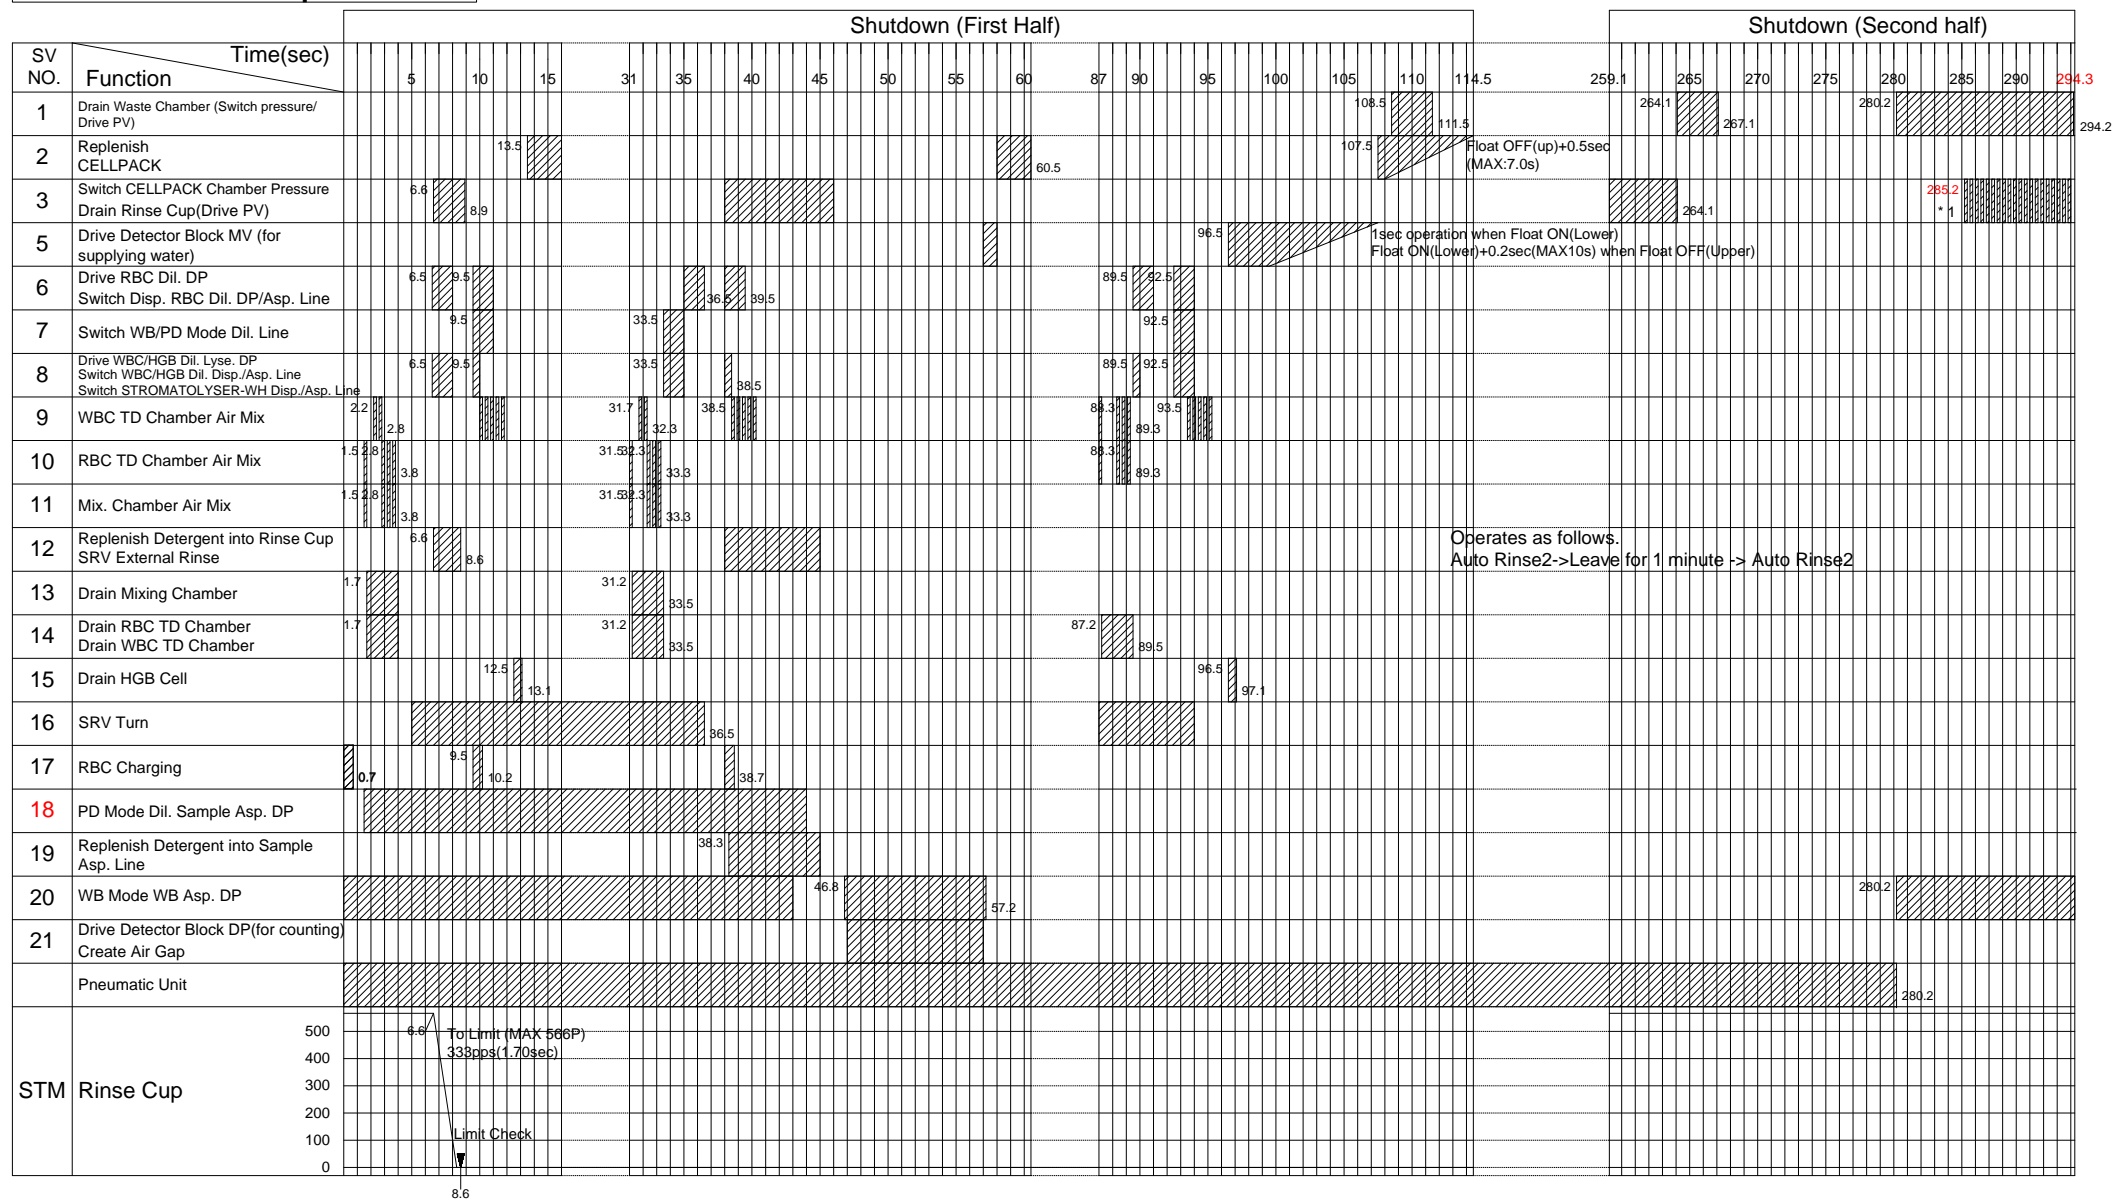 Shutdown (First Half)
Shutdown (Second half)
SV NO.
Time(sec)
Function
5 10 15 31 35 40 45 50 55 60 87 90 95 100 105 110 114.5 259.1 265 270 275 280 285 290 294.3
1
Drain Waste Chamber (Switch pressure/
Drive PV)
108.5 111.5 264.1 267.1 280.2 294.2
2
Replenish
CELLPACK
13.5 60.5 107.5
Float OFF(up)+0.5sec
(MAX:7.0s)
3
Switch CELLPACK Chamber Pressure
Drain Rinse Cup(Drive PV)
6.6 8.9 264.1 285.2
* 1
5
Drive Detector Block MV (for
supplying water)
96.5
1sec operation when Float ON(Lower)
Float ON(Lower)+0.2sec(MAX10s) when Float OFF(Upper)
6
Drive RBC Dil. DP
Switch Disp. RBC Dil. DP/Asp. Line
6.5 9.5 36.5 39.5 89.5 92.5
7
Switch WB/PD Mode Dil. Line
9.5 33.5 92.5
8
Drive WBC/HGB Dil. Lyse. DP
Switch WBC/HGB Dil. Disp./Asp. Line
Switch STROMATOLYSER-WH Disp./Asp. Line
6.5 9.5 33.5 38.5 89.5 92.5
9
WBC TD Chamber Air Mix
2.2 2.8 31.7 32.3 38.5 88.3 89.3 93.5
10
RBC TD Chamber Air Mix
1.5 2.8 3.8 31.5 32.3 33.3 88.3 89.3
11
Mix. Chamber Air Mix
1.5 2.8 3.8 31.5 32.3 33.3
12
Replenish Detergent into Rinse Cup
SRV External Rinse
6.6 8.6
Operates as follows.
Auto Rinse2->Leave for 1 minute -> Auto Rinse2
13
Drain Mixing Chamber
1.7 31.2 33.5
14
Drain RBC TD Chamber
Drain WBC TD Chamber
1.7 31.2 33.5 87.2 89.5
15
Drain HGB Cell
12.5 13.1 96.5 97.1
16
SRV Turn
36.5
17
RBC Charging
0.7 9.5 10.2 38.7
18
PD Mode Dil. Sample Asp. DP
19
Replenish Detergent into Sample
Asp. Line
38.3
20
WB Mode WB Asp. DP
46.8 57.2 280.2
21
Drive Detector Block DP(for counting)
Create Air Gap
Pneumatic Unit
280.2
STM
Rinse Cup
500
400
300
200
100
0
6.6
To Limit (MAX 566P)
333pps(1.70sec)
Limit Check
8.6